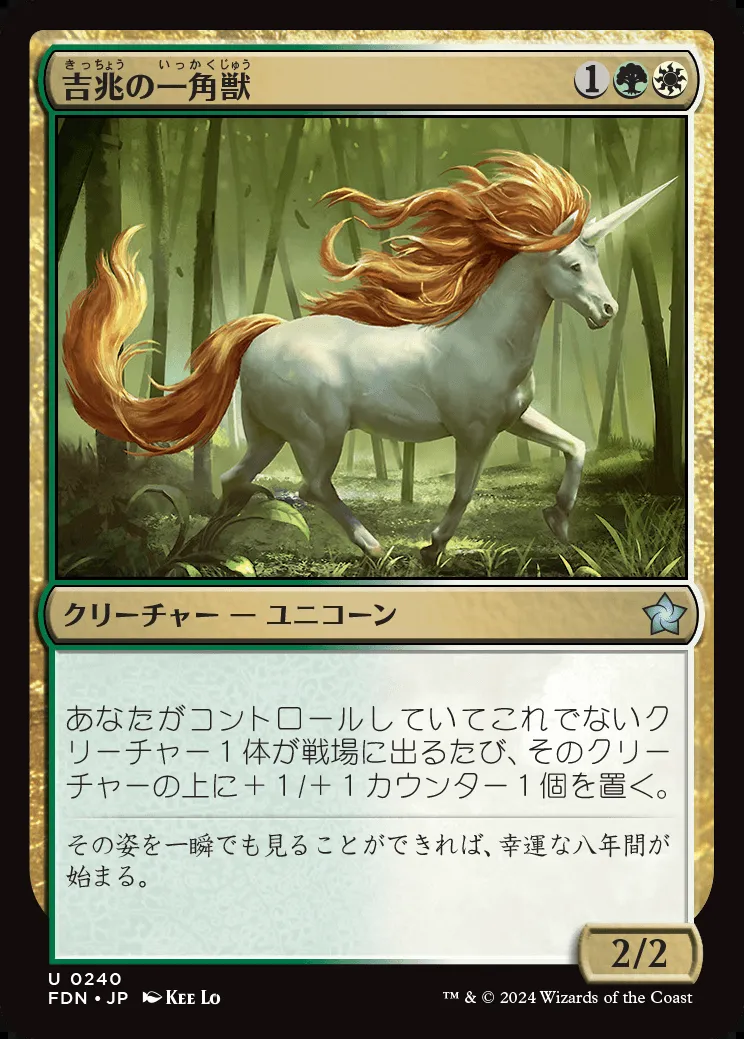 きっちょう いっかくじゅう
吉兆の一角獣
1
クリーチャー — ユニコーン
あなたがコントロールしていてこれでないク
リーチャー1体が戦場に出るたび、そのクリー
チャーの上に+1/+1カウンター1個を置く。
その姿を一瞬でも見ることができれば、幸運な八年間が
始まる。
2/2
U 0240
FDN • JP Kee Lo
™ & © 2024 Wizards of the Coast